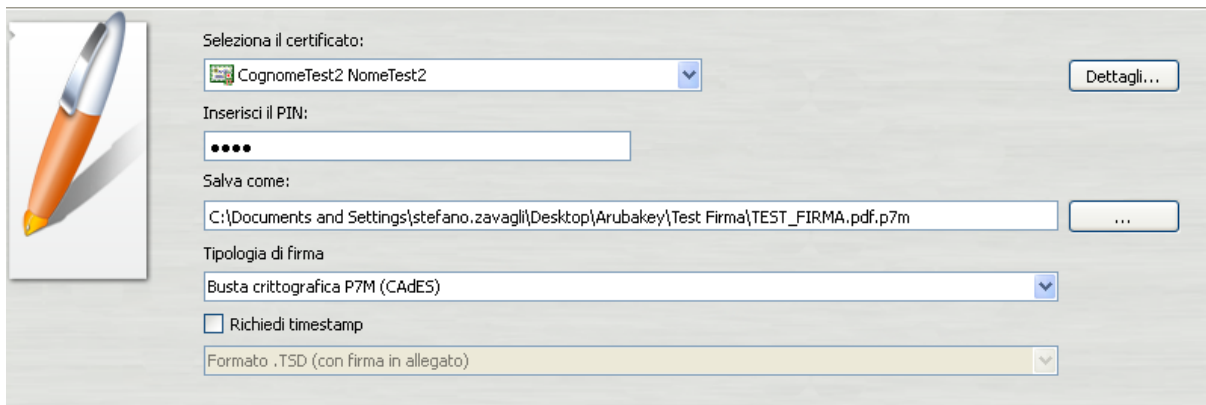 Seleziona il certificato:
CognomeTest2 NomeTest2
Dettagli...
Inserisci il PIN:
●●●●
Salva come:
C:\Documents and Settings\stefano.zavagli\Desktop\Arubakey\Test Firma\TEST_FIRMA.pdf.p7m
...
Tipologia di firma
Busta crittografica P7M (CAdES)
Richiedi timestamp
Formato .TSD (con firma in allegato)